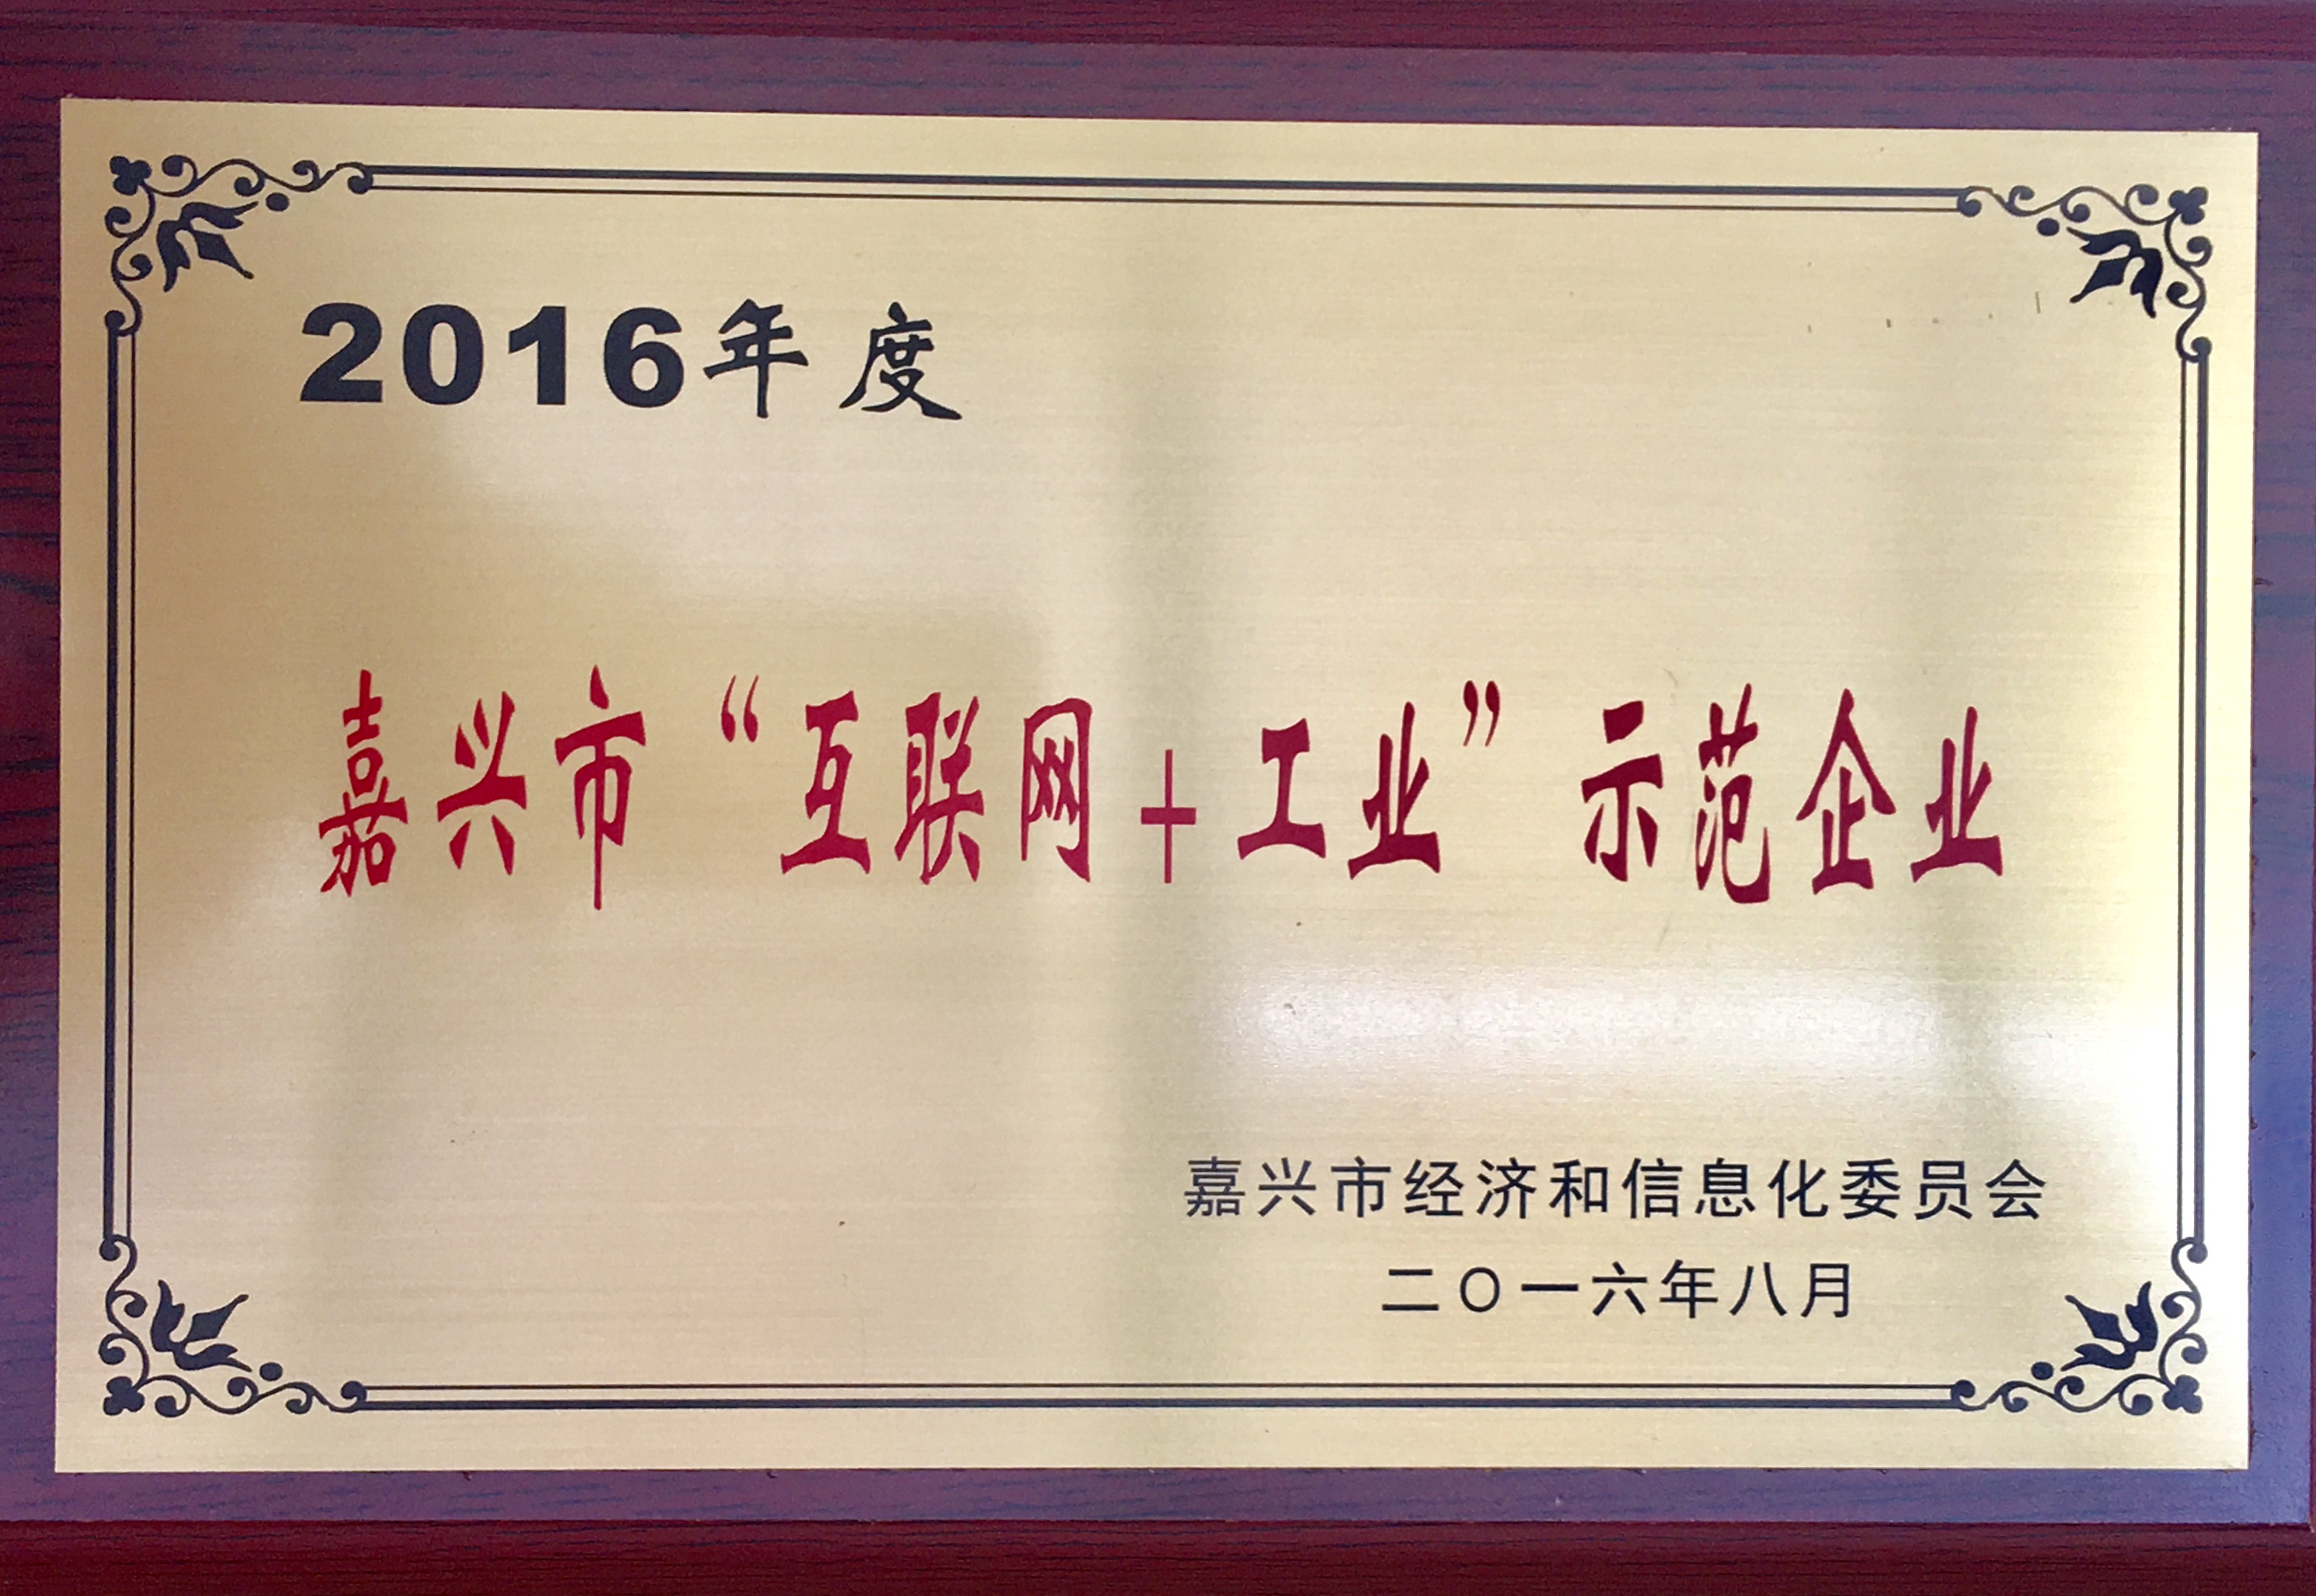 2016年度
嘉兴市“互联网+工业”示范企业
嘉兴市经济和信息化委员会
二〇一六年八月